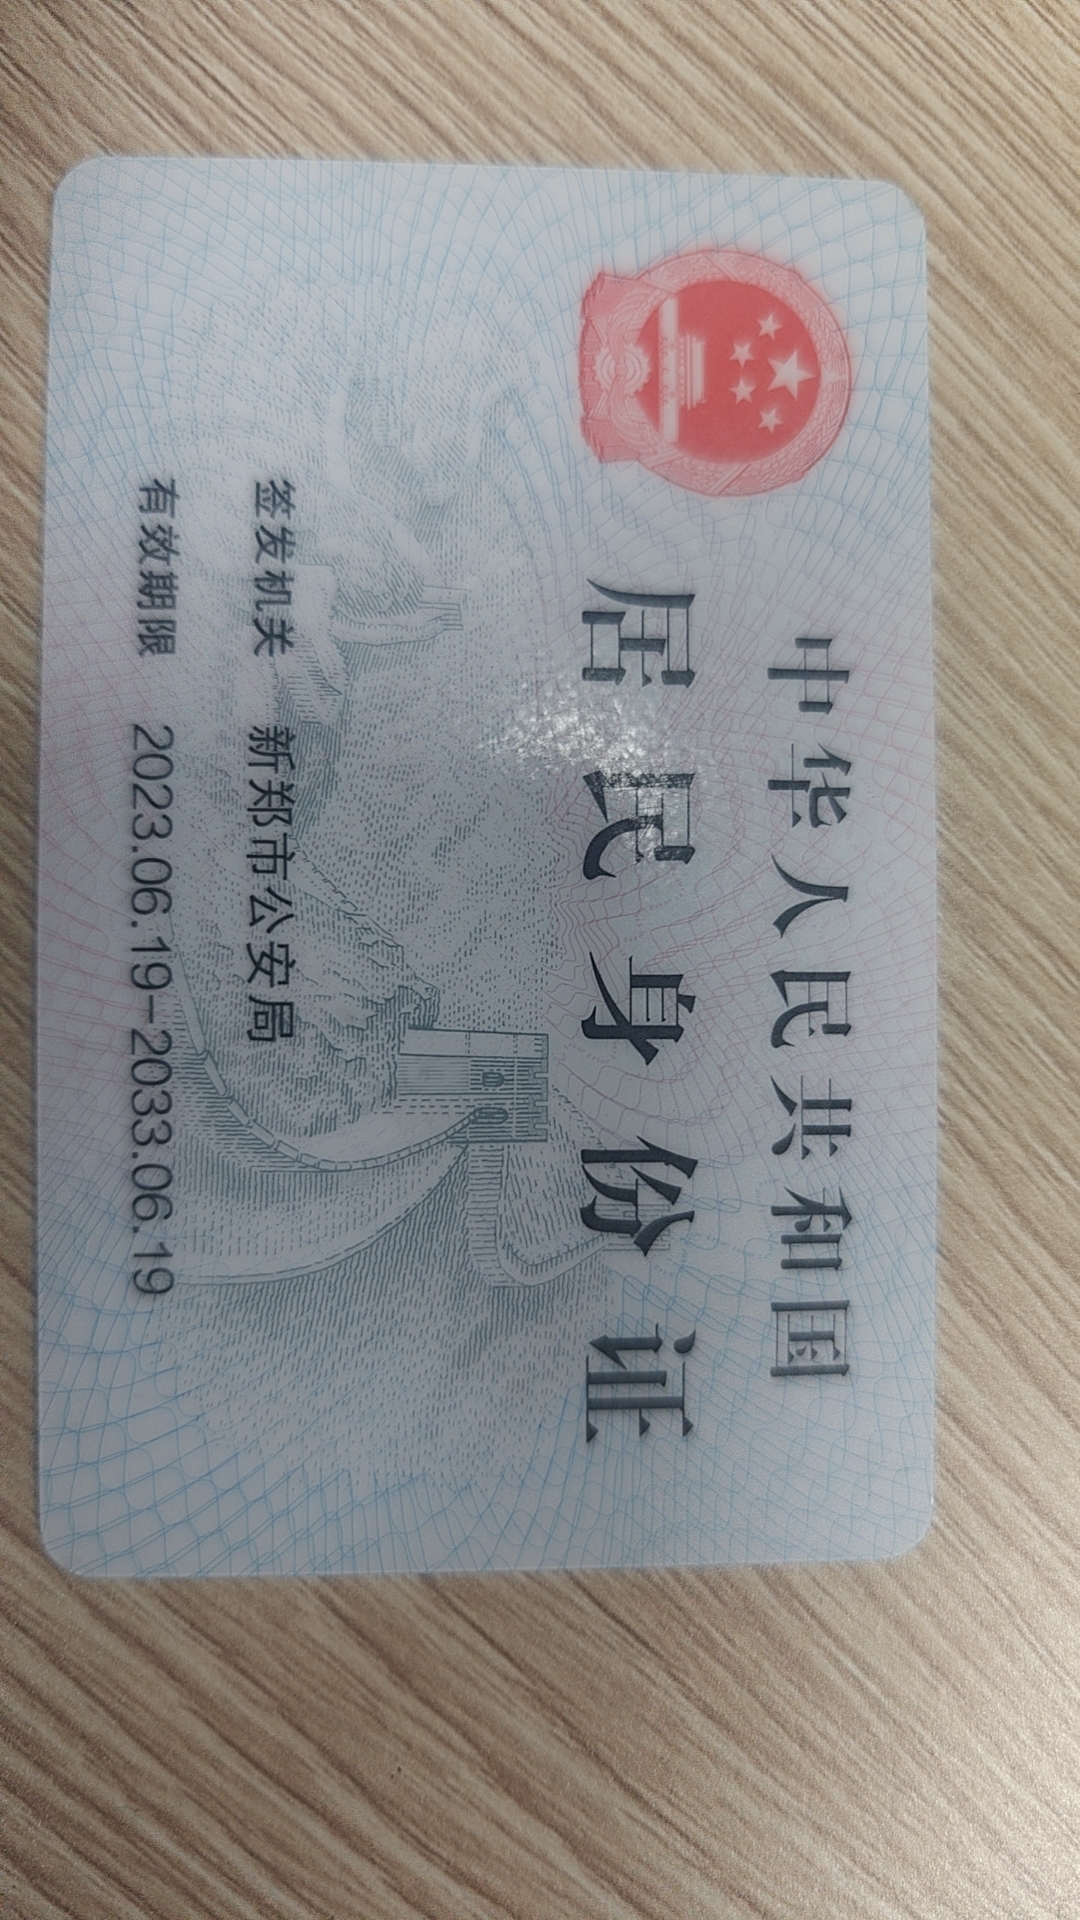 中华人民共和国
居民身份证
签发机关 新郑市公安局
有效期限 2023.06.19-2033.06.19